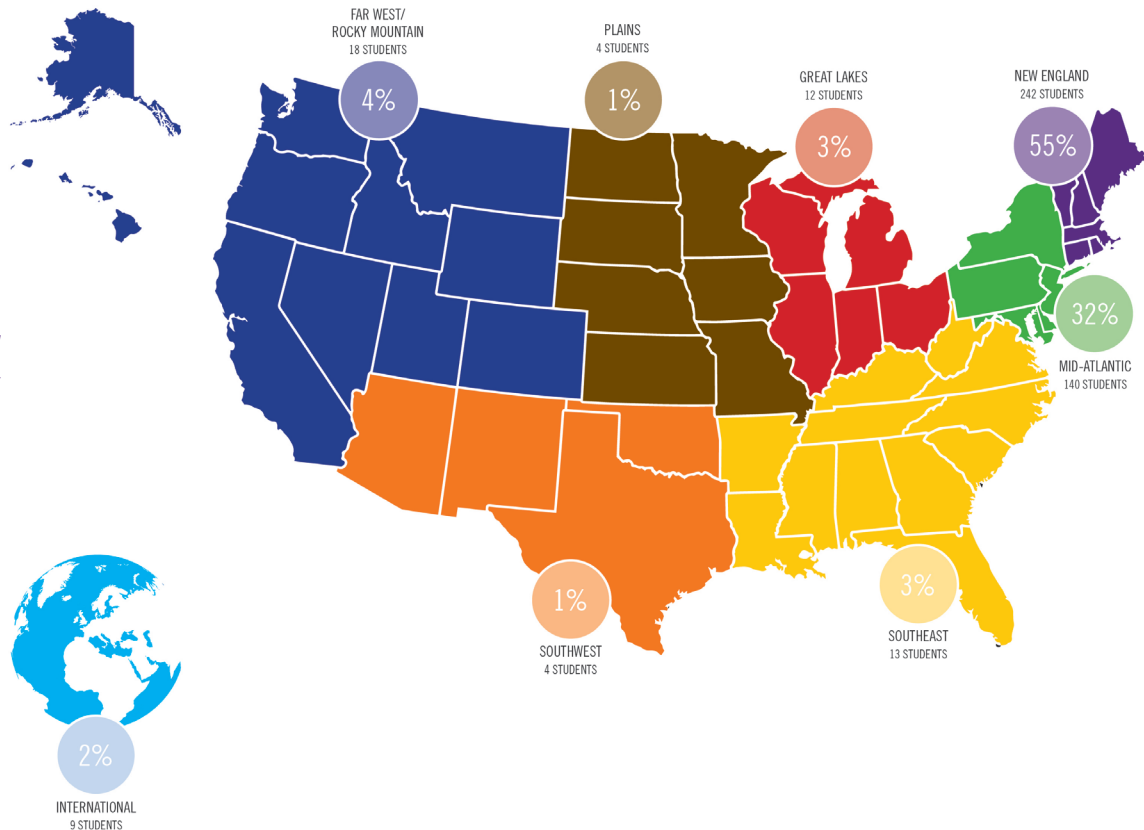 FAR WEST/
ROCKY MOUNTAIN
18 STUDENTS
4%
PLAINS
4 STUDENTS
1%
GREAT LAKES
12 STUDENTS
3%
NEW ENGLAND
242 STUDENTS
55%
32%
MID-ATLANTIC
140 STUDENTS
1%
SOUTHWEST
4 STUDENTS
3%
SOUTHEAST
13 STUDENTS
2%
INTERNATIONAL
9 STUDENTS